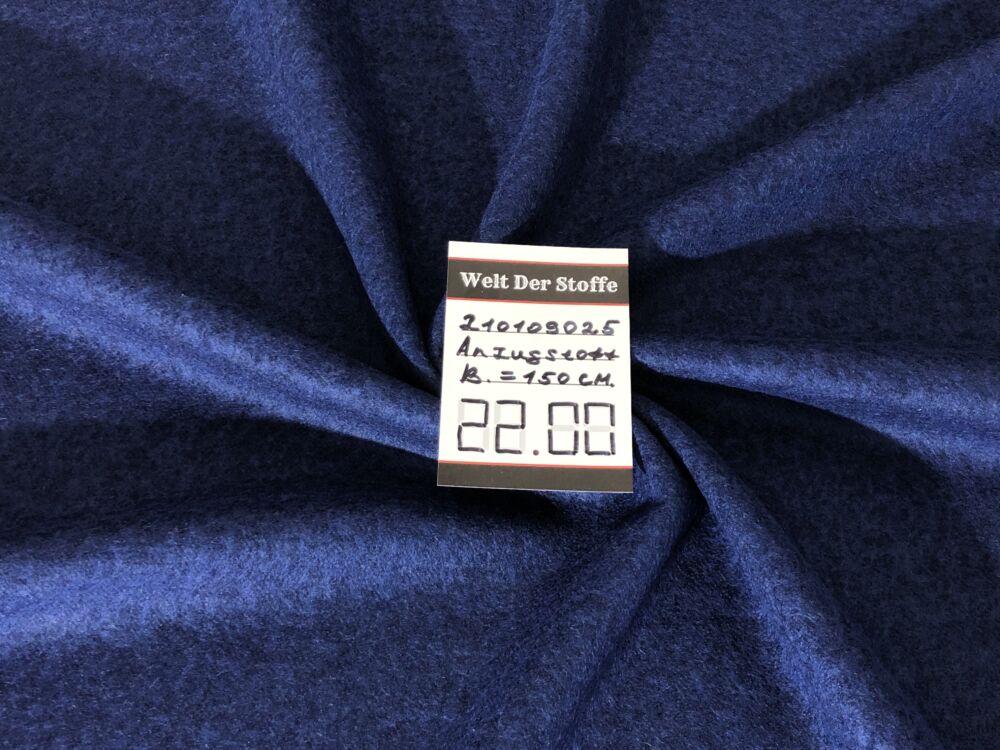 Welt Der Stoffe
210109025
Anzugstoff
B. = 150 CM.
22.00